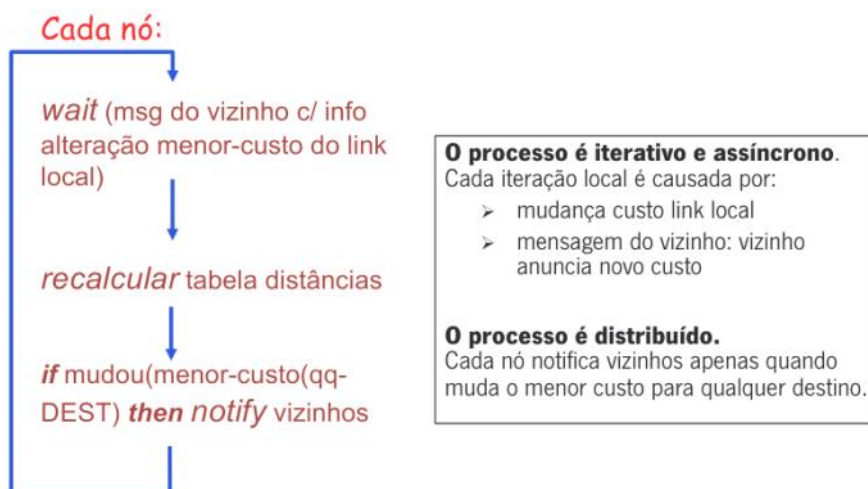 Cada nó:
wait (msg do vizinho c/ info
alteração menor-custo do link
local)
recalcular tabela distâncias
if mudou(menor-custo(qq-
DEST) then notify vizinhos
O processo é iterativo e assíncrono.
Cada iteração local é causada por:
➢ mudança custo link local
➢ mensagem do vizinho: vizinho
anuncia novo custo
O processo é distribuído.
Cada nó notifica vizinhos apenas quando
muda o menor custo para qualquer destino.